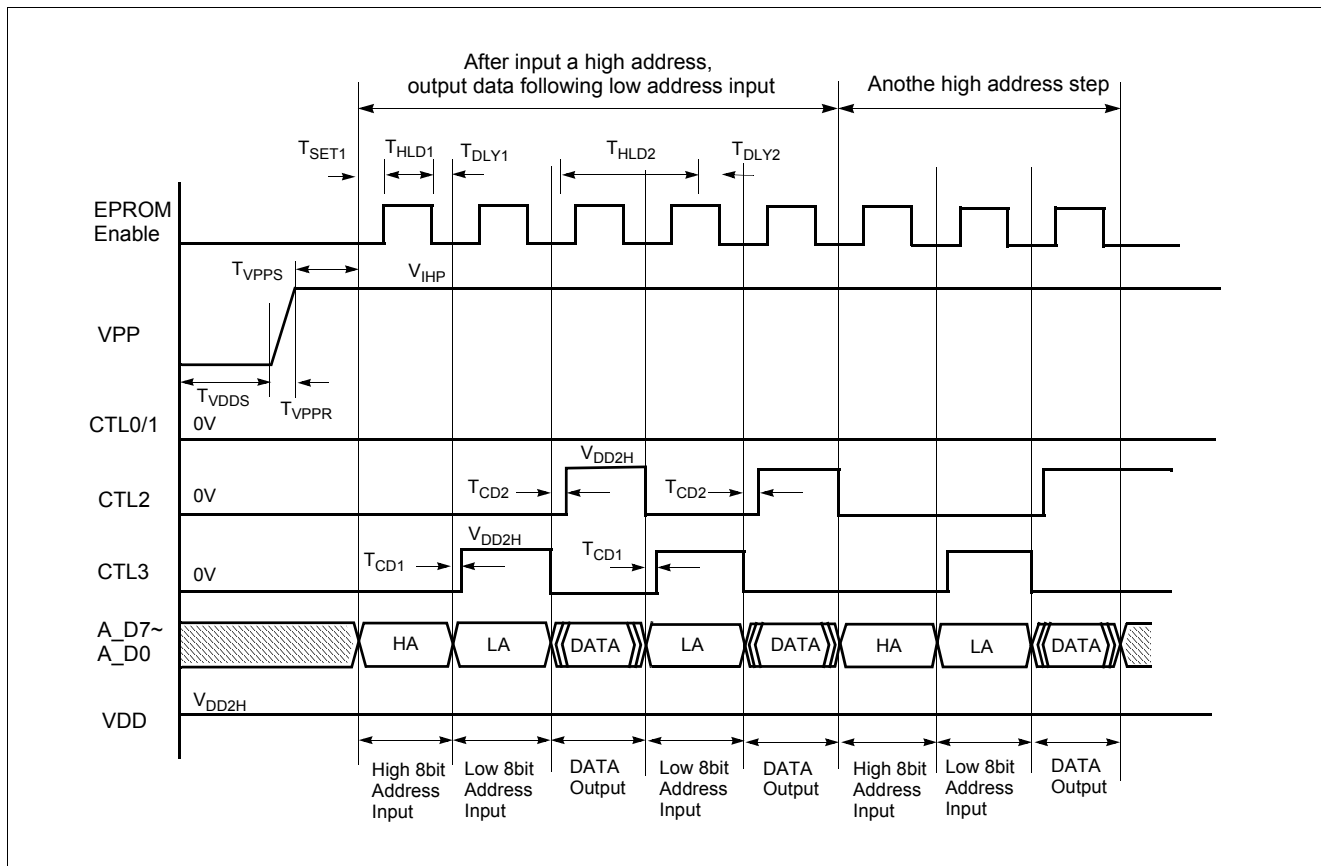 After input a high address,
output data following low address input
Anothe high address step
TSET1
THLD1
TDLY1
THLD2
TDLY2
EPROM
Enable
TVPPS
VIHP
VPP
TVDDS
TVPPR
CTL0/1
0V
VDD2H
CTL2
0V
TCD2
TCD2
VDD2H
CTL3
0V
TCD1
TCD1
A_D7~
A_D0
HA
LA
DATA
LA
DATA
HA
LA
DATA
VDD2H
VDD
High 8bit
Address
Input
Low 8bit
Address
Input
DATA
Output
Low 8bit
Address
Input
DATA
Output
High 8bit
Address
Input
Low 8bit
Address
Input
DATA
Output